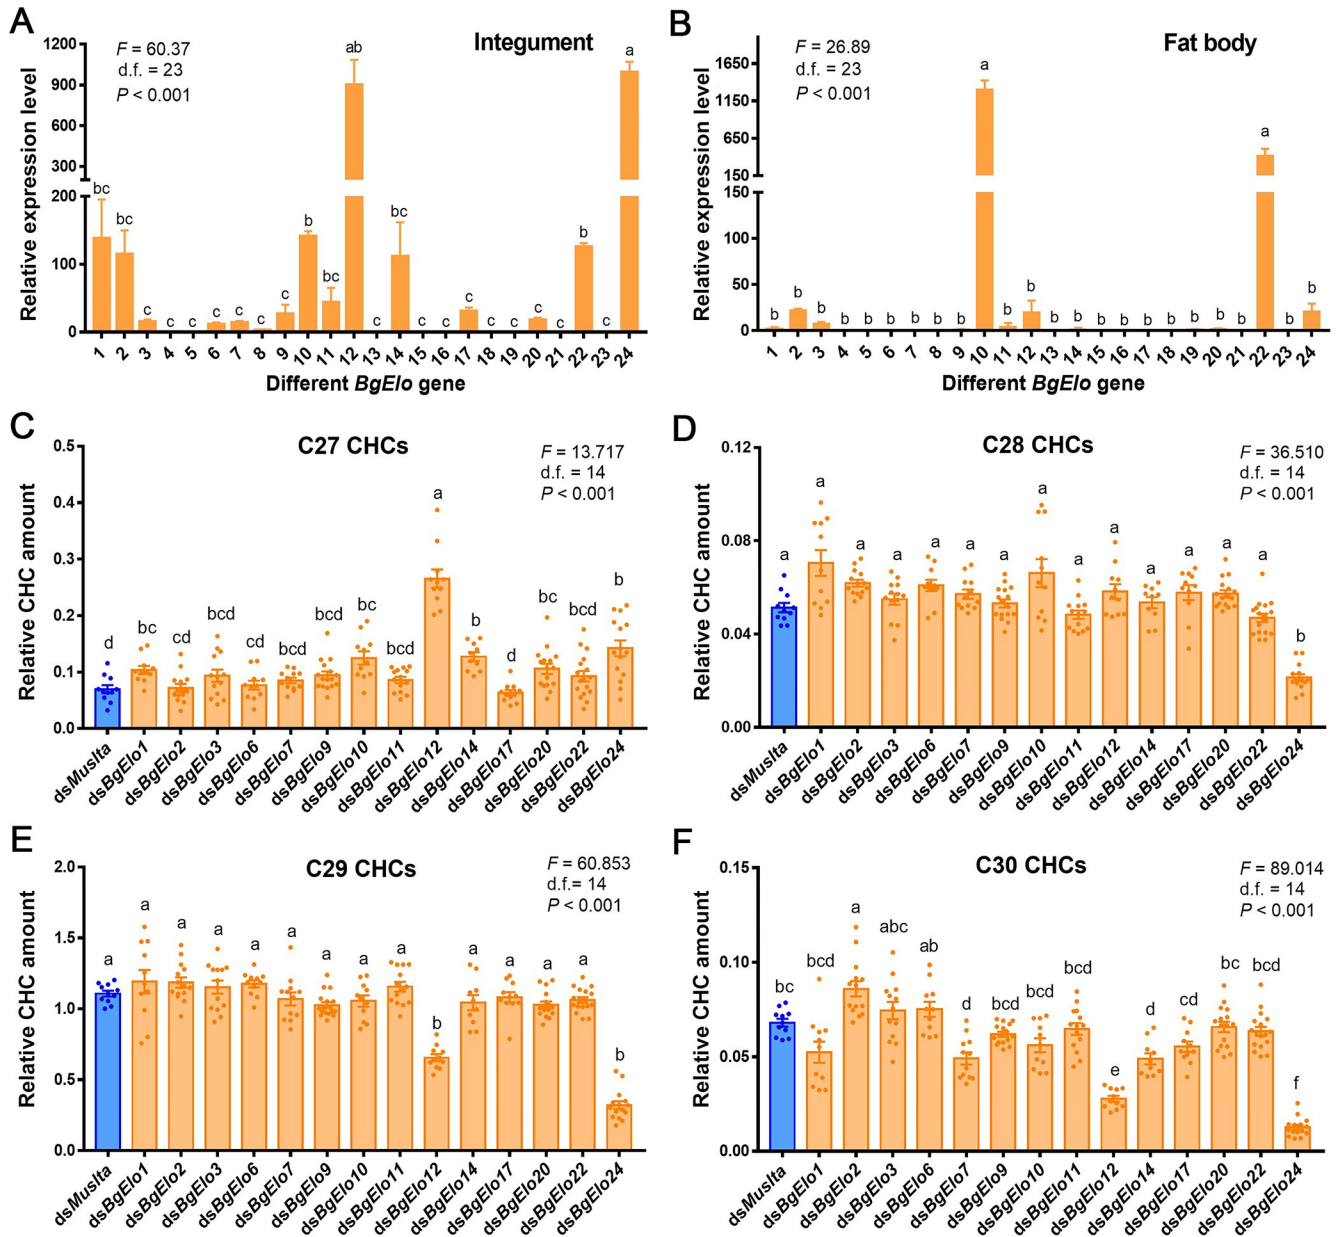 A
Integument
F = 60.37
d.f. = 23
P < 0.001
Relative expression level
1200
900
600
300
200
100
0
bc bc c c c c c c c b bc ab c bc c c c c c c c b c a
1 2 3 4 5 6 7 8 9 10 11 12 13 14 15 16 17 18 19 20 21 22 23 24
Different BgElo gene
B
Fat body
F = 26.89
d.f. = 23
P < 0.001
Relative expression level
1650
1150
650
150
150
100
50
0
b b b b b b b b b a b b b b b b b b b b b a b b
1 2 3 4 5 6 7 8 9 10 11 12 13 14 15 16 17 18 19 20 21 22 23 24
Different BgElo gene
C
C27 CHCs
F = 13.717
d.f. = 14
P < 0.001
Relative CHC amount
0.5
0.4
0.3
0.2
0.1
0.0
d bc cd bcd cd bcd bcd bc bcd a b d bc bcd b
dsMuslta dsBgElo1 dsBgElo2 dsBgElo3 dsBgElo6 dsBgElo7 dsBgElo9 dsBgElo10 dsBgElo11 dsBgElo12 dsBgElo14 dsBgElo17 dsBgElo20 dsBgElo22 dsBgElo24
D
C28 CHCs
F = 36.510
d.f. = 14
P < 0.001
Relative CHC amount
0.12
0.08
0.04
0.00
a a a a a a a a a a a a a a b
dsMuslta dsBgElo1 dsBgElo2 dsBgElo3 dsBgElo6 dsBgElo7 dsBgElo9 dsBgElo10 dsBgElo11 dsBgElo12 dsBgElo14 dsBgElo17 dsBgElo20 dsBgElo22 dsBgElo24
E
C29 CHCs
F = 60.853
d.f.= 14
P < 0.001
Relative CHC amount
2.0
1.5
1.0
0.5
0.0
a a a a a a a a a b a a a a b
dsMuslta dsBgElo1 dsBgElo2 dsBgElo3 dsBgElo6 dsBgElo7 dsBgElo9 dsBgElo10 dsBgElo11 dsBgElo12 dsBgElo14 dsBgElo17 dsBgElo20 dsBgElo22 dsBgElo24
F
C30 CHCs
F = 89.014
d.f. = 14
P < 0.001
Relative CHC amount
0.15
0.10
0.05
0.00
bc bcd a abc ab d bcd bcd bcd e d cd bc bcd f
dsMuslta dsBgElo1 dsBgElo2 dsBgElo3 dsBgElo6 dsBgElo7 dsBgElo9 dsBgElo10 dsBgElo11 dsBgElo12 dsBgElo14 dsBgElo17 dsBgElo20 dsBgElo22 dsBgElo24